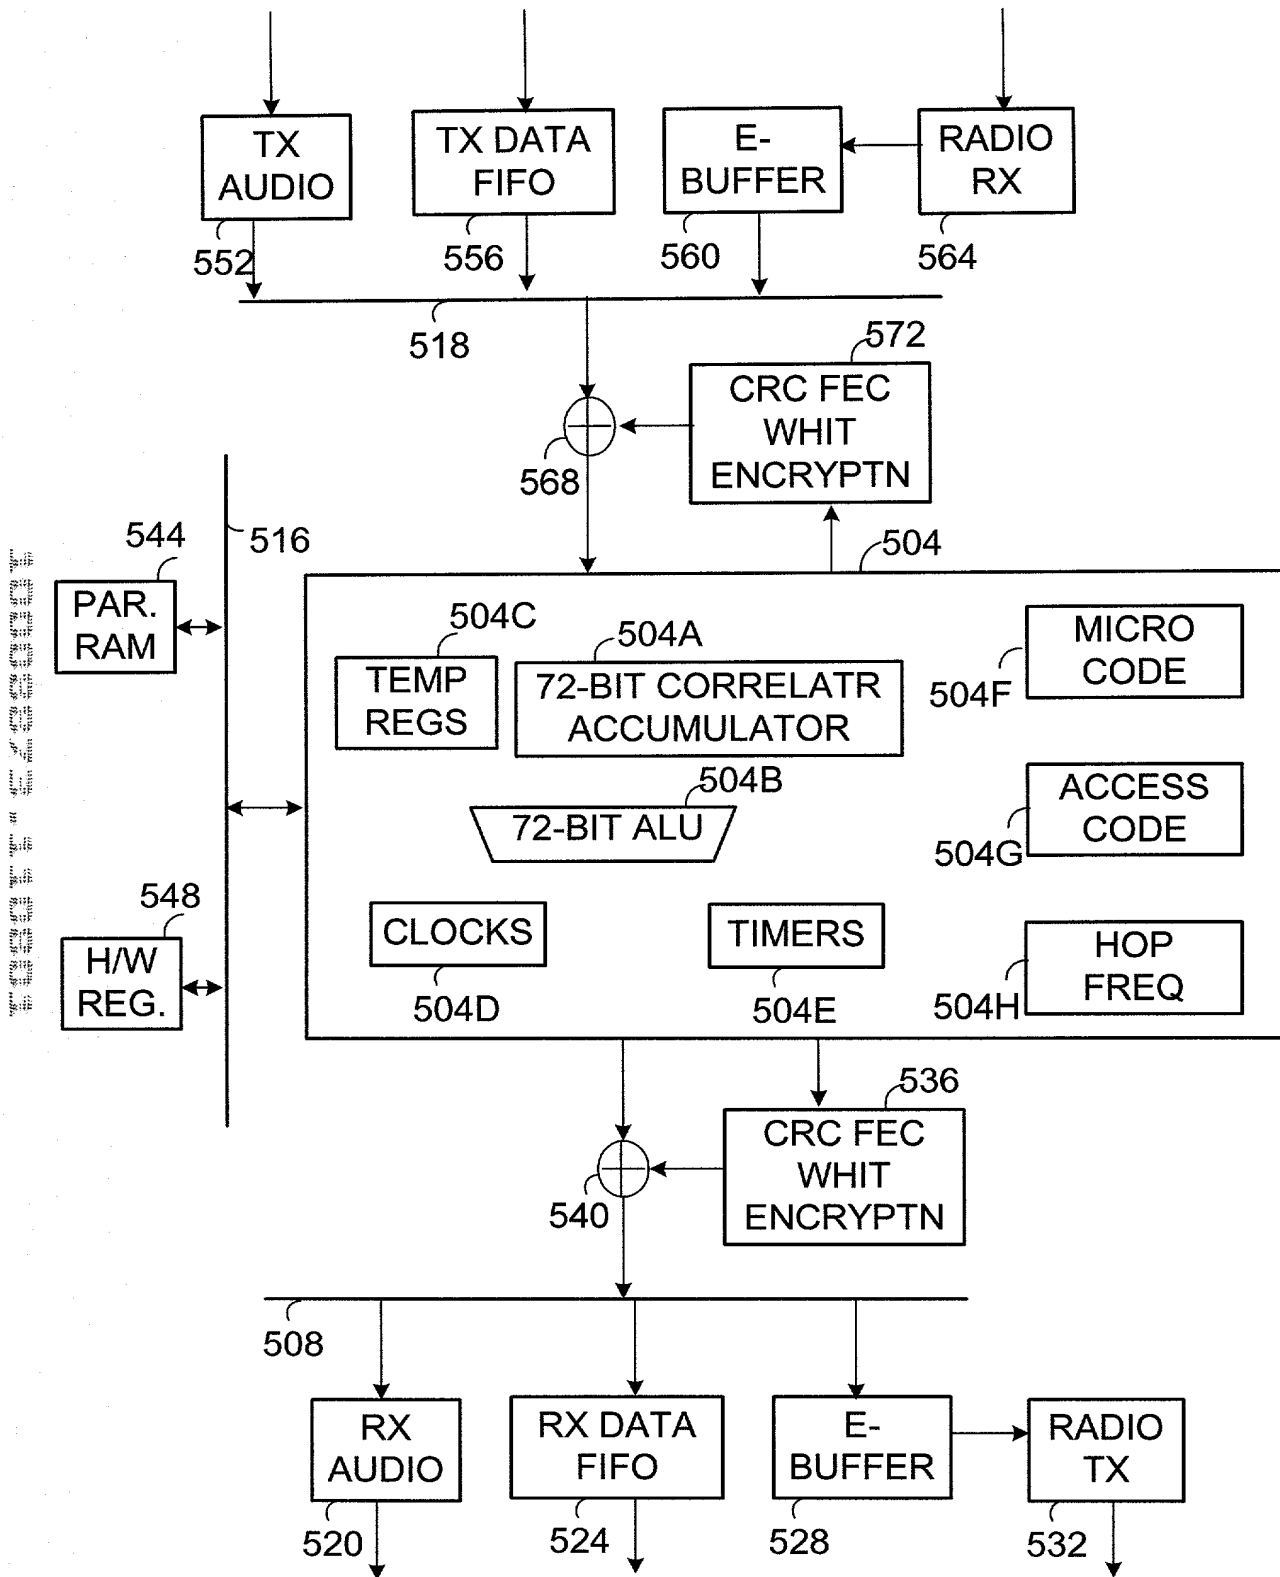 TX
AUDIO
552
TX DATA
FIFO
556
E-
BUFFER
560
RADIO
RX
564
518
572
CRC FEC
WHIT
ENCRYPTN
568
544
PAR.
RAM
516
504
504C
TEMP
REGS
504A
72-BIT CORRELATR
ACCUMULATOR
504F
MICRO
CODE
504B
72-BIT ALU
504G
ACCESS
CODE
548
H/W
REG.
CLOCKS
504D
TIMERS
504E
504H
HOP
FREQ
536
CRC FEC
WHIT
ENCRYPTN
540
508
RX
AUDIO
520
RX DATA
FIFO
524
E-
BUFFER
528
RADIO
TX
532